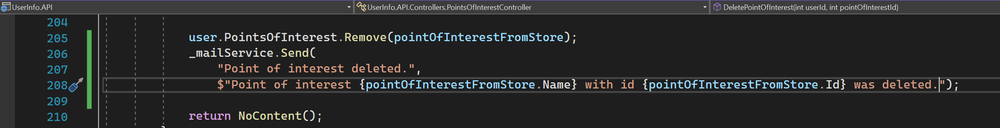 UserInfo.API UserInfo.API.Controllers.PointsOfInterestController DeletePointOfInterest(int userId, int pointOfInterestId)
204
205 user.PointsOfInterest.Remove(pointOfInterestFromStore);
206 _mailService.Send(
207 "Point of interest deleted.",
208 $"Point of interest {pointOfInterestFromStore.Name} with id {pointOfInterestFromStore.Id} was deleted.");
209
210 return NoContent();